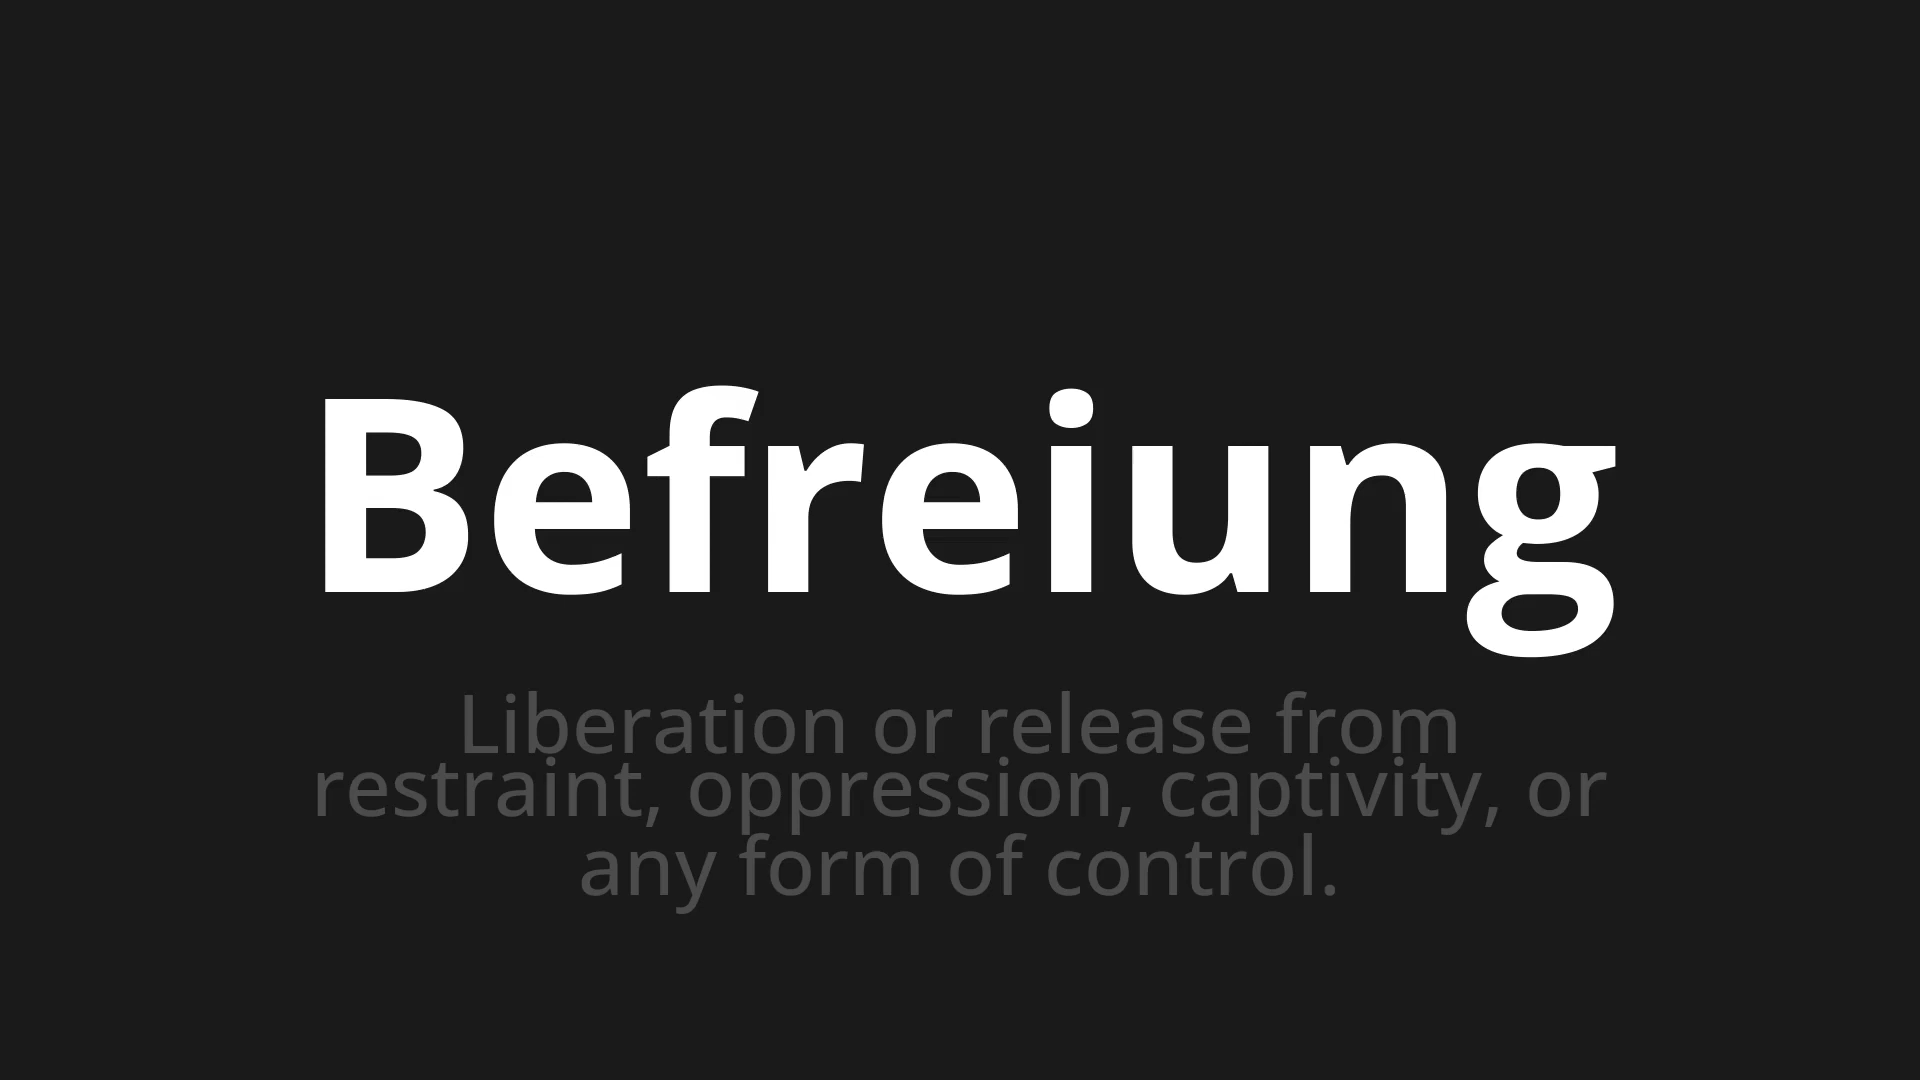 Befreiung
Liberation or release from
restraint, oppression, captivity, or
any form of control.